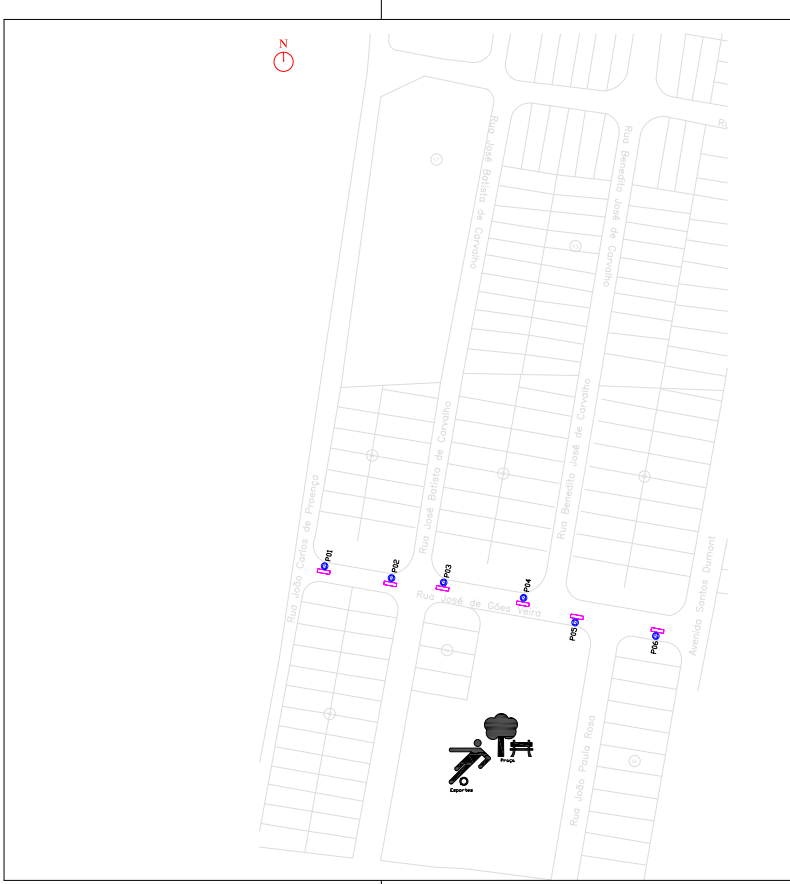 N
Rua José Batista de Carvalho
Rua Benedito José de Carvalho
Rua José Batista de Carvalho
Rua Benedito José de Carvalho
Rua João Carlos de Proença
Avenida Santos Dumont
P01
P02
P03
P04
Rua José de Góes Veira
P05
P06
Rua João Paulo Rosa
Praça
Esportes